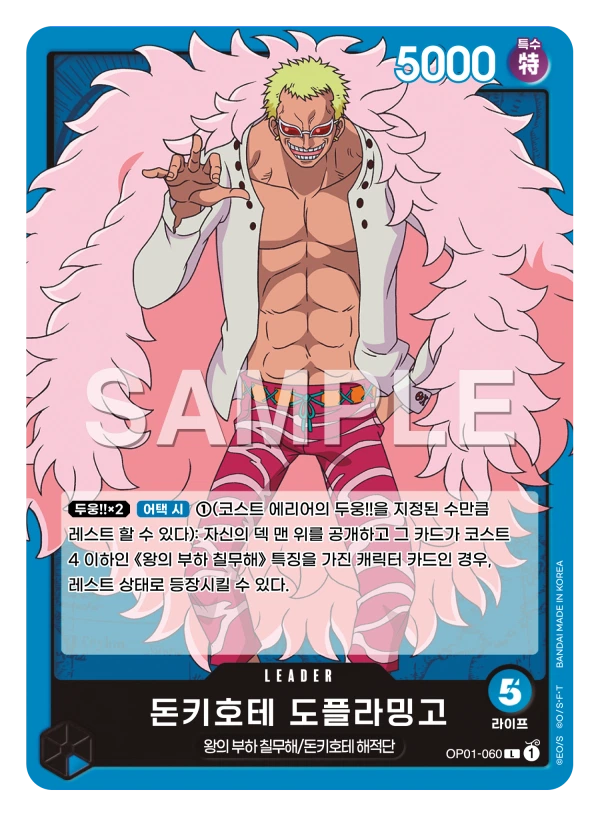 5000
특수
特
SAMPLE
두웅!!×2 어택 시 ①(코스트 에리어의 두웅!!을 지정된 수만큼
레스트 할 수 있다): 자신의 덱 맨 위를 공개하고 그 카드가 코스트
4 이하인 《왕의 부하 칠무해》 특징을 가진 캐릭터 카드인 경우,
레스트 상태로 등장시킬 수 있다.
BANDAI MADE IN KOREA
©E.O/S ©O/S·F·T
LEADER
5
라이프
돈키호테 도플라밍고
왕의 부하 칠무해/돈키호테 해적단
OP01-060 L 1